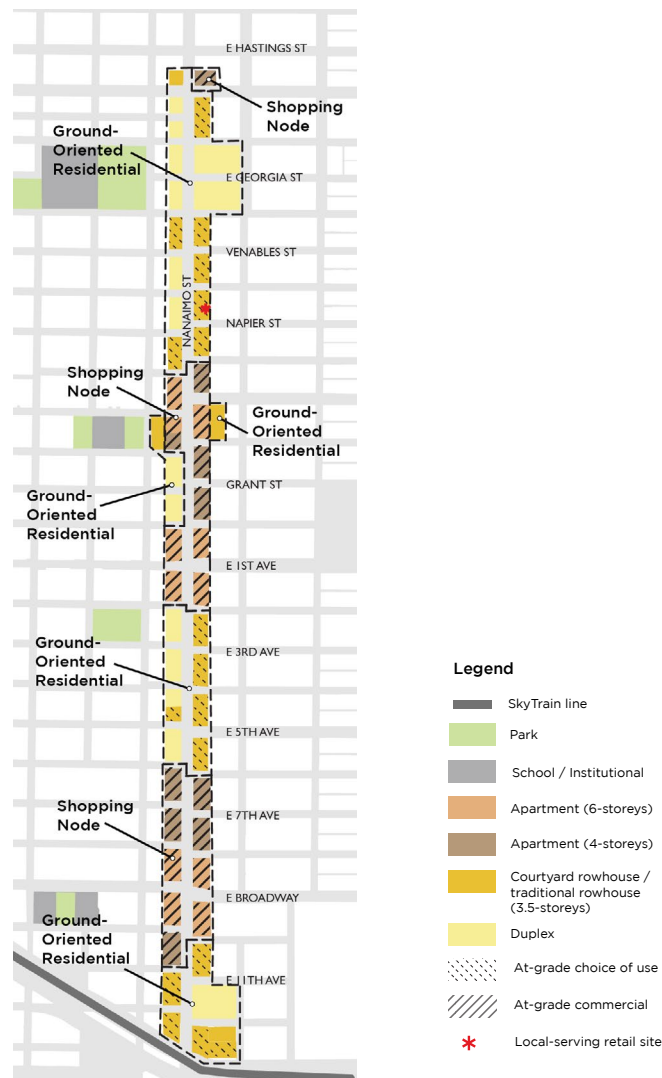 E HASTINGS ST
Shopping
Node
Ground-
Oriented
Residential
E GEORGIA ST
VENABLES ST
NANAIMO ST
NAPIER ST
Shopping
Node
Ground-
Oriented
Residential
Ground-
Oriented
Residential
GRANT ST
E 1ST AVE
Ground-
Oriented
Residential
E 3RD AVE
E 5TH AVE
Shopping
Node
E 7TH AVE
E BROADWAY
Ground-
Oriented
Residential
E 11TH AVE
Legend
SkyTrain line
Park
School / Institutional
Apartment (6-storeys)
Apartment (4-storeys)
Courtyard rowhouse /
traditional rowhouse
(3.5-storeys)
Duplex
At-grade choice of use
At-grade commercial
Local-serving retail site